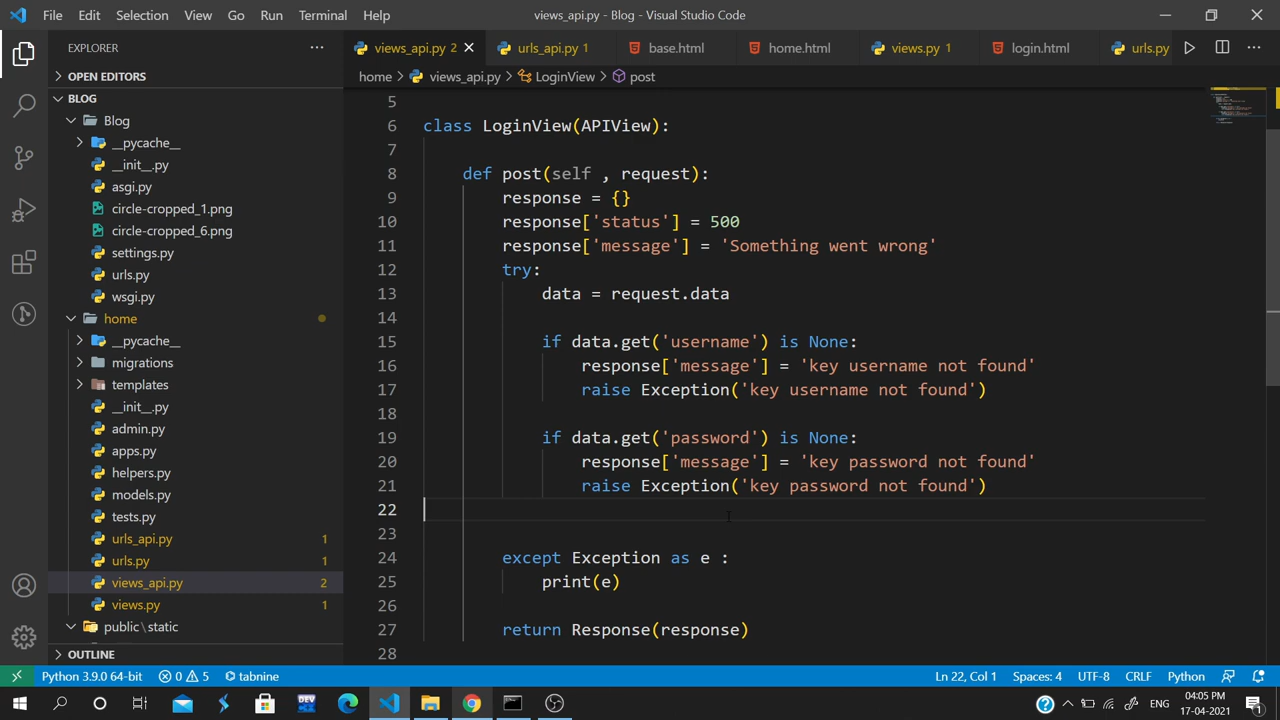 File Edit Selection View Go Run Terminal Help views_api.py - Blog - Visual Studio Code
EXPLORER
views_api.py 2
urls_api.py 1
base.html
home.html
views.py 1
login.html
urls.py
OPEN EDITORS
home > views_api.py > LoginView > post
BLOG
Blog
__pycache__
__init__.py
asgi.py
circle-cropped_1.png
circle-cropped_6.png
settings.py
urls.py
wsgi.py
home
__pycache__
migrations
templates
__init__.py
admin.py
apps.py
helpers.py
models.py
tests.py
urls_api.py 1
urls.py 1
views_api.py 2
views.py 1
public\static
OUTLINE
5
6 class LoginView(APIView):
7
8 def post(self , request):
9 response = {}
10 response['status'] = 500
11 response['message'] = 'Something went wrong'
12 try:
13 data = request.data
14
15 if data.get('username') is None:
16 response['message'] = 'key username not found'
17 raise Exception('key username not found')
18
19 if data.get('password') is None:
20 response['message'] = 'key password not found'
21 raise Exception('key password not found')
22
23
24 except Exception as e :
25 print(e)
26
27 return Response(response)
28
Python 3.9.0 64-bit 0 5 tabnine Ln 22, Col 1 Spaces: 4 UTF-8 CRLF Python
DEV
ENG
04:05 PM
17-04-2021
1